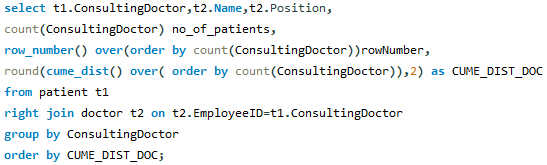 select t1.ConsultingDoctor,t2.Name,t2.Position,
count(ConsultingDoctor) no_of_patients,
row_number() over(order by count(ConsultingDoctor))rowNumber,
round(cume_dist() over( order by count(ConsultingDoctor)),2) as CUME_DIST_DOC
from patient t1
right join doctor t2 on t2.EmployeeID=t1.ConsultingDoctor
group by ConsultingDoctor
order by CUME_DIST_DOC;